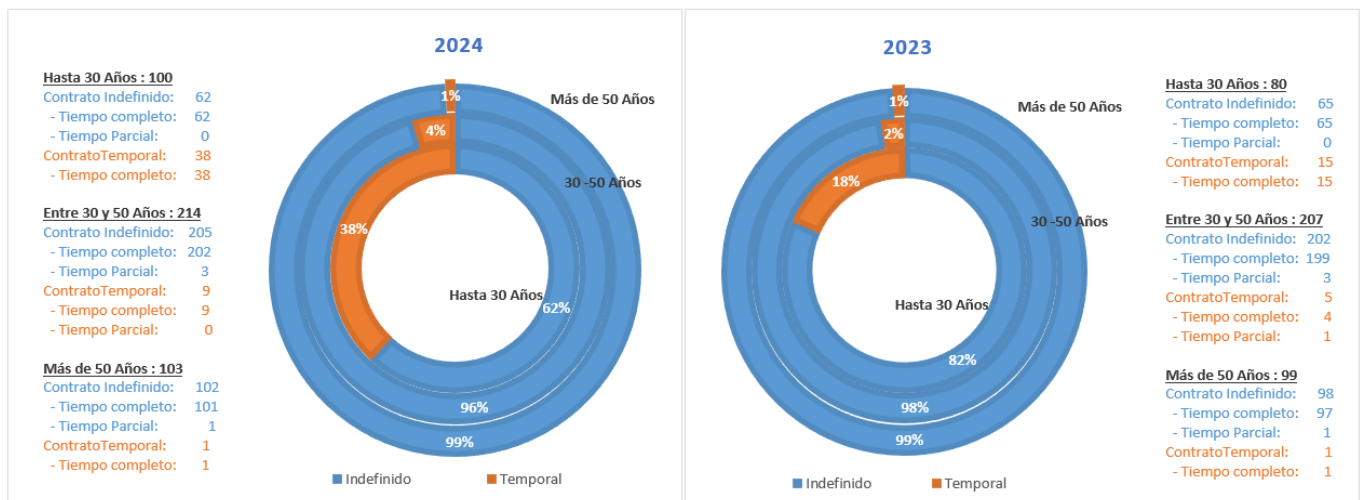 2024
Hasta 30 Años : 100
Contrato Indefinido: 62
- Tiempo completo: 62
- Tiempo Parcial: 0
ContratoTemporal: 38
- Tiempo completo: 38
Entre 30 y 50 Años : 214
Contrato Indefinido: 205
- Tiempo completo: 202
- Tiempo Parcial: 3
ContratoTemporal: 9
- Tiempo completo: 9
- Tiempo Parcial: 0
Más de 50 Años : 103
Contrato Indefinido: 102
- Tiempo completo: 101
- Tiempo Parcial: 1
ContratoTemporal: 1
- Tiempo completo: 1
1%
Más de 50 Años
4%
30 -50 Años
38%
Hasta 30 Años
62%
96%
99%
Indefinido
Temporal
2023
1%
Más de 50 Años
2%
18%
30 -50 Años
Hasta 30 Años
82%
98%
99%
Indefinido
Temporal
Hasta 30 Años : 80
Contrato Indefinido: 65
- Tiempo completo: 65
- Tiempo Parcial: 0
ContratoTemporal: 15
- Tiempo completo: 15
Entre 30 y 50 Años : 207
Contrato Indefinido: 202
- Tiempo completo: 199
- Tiempo Parcial: 3
ContratoTemporal: 5
- Tiempo completo: 4
- Tiempo Parcial: 1
Más de 50 Años : 99
Contrato Indefinido: 98
- Tiempo completo: 97
- Tiempo Parcial: 1
ContratoTemporal: 1
- Tiempo completo: 1